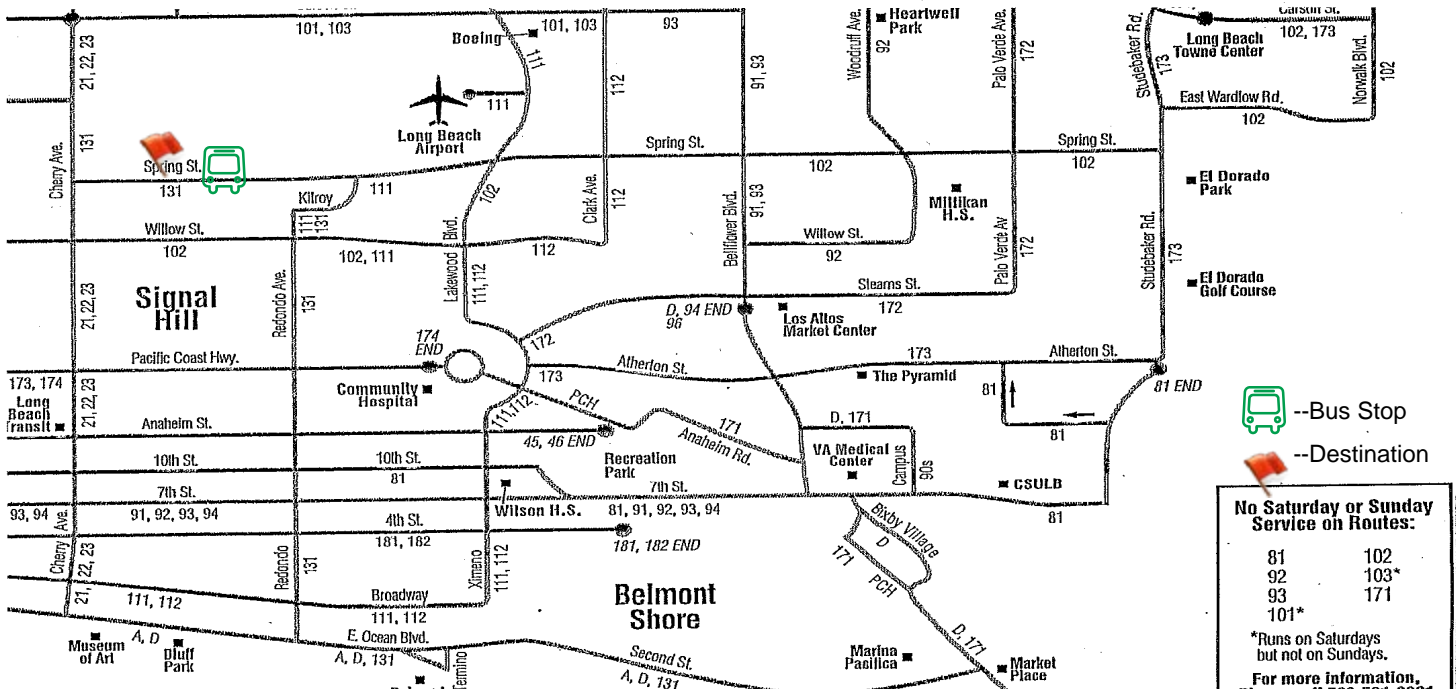 101, 103
101, 103
93
Boeing
111
Heartwell
Park
Woodruff Ave.
92
Palo Verde Ave.
172
Studebaker Rd.
173
Carson St.
102, 173
Long Beach
Towne Center
Norwalk Blvd.
102
21, 22, 23
91, 93
112
111
Long Beach
Airport
East Wardlow Rd.
102
Cherry Ave.
131
Spring St.
131
111
Spring St.
102
Spring St.
102
Kilroy
111
131
102
Clark Ave.
112
91, 93
Bellflower Blvd.
Millikan
H.S.
El Dorado
Park
Willow St.
102
102, 111
Lakewood Blvd.
112
Willow St.
92
Palo Verde Av
172
Studebaker Rd.
173
Signal
Hill
21,22,23
Redondo Ave.
131
111, 112
Stearns St.
172
El Dorado
Golf Course
D, 94 END
96
Los Altos
Market Center
174
END
172
Pacific Coast Hwy.
173, 174
21,22,23
Atherton St.
173
173
Atherton St.
The Pyramid
81
81 END
Community
Hospital
111,112
PCH
Long
Beach
Transit
Anaheim St.
45, 46 END
171
Anaheim Rd.
D, 171
81
--Bus Stop
10th St.
10th St.
81
Recreation
Park
VA Medical
Center
Campus
90s
CSULB
--Destination
7th St.
7th St.
93, 94
91, 92, 93, 94
Wilson H.S.
81, 91, 92, 93, 94
81
4th St.
181, 182
181, 182 END
Bixby Village
D
171
PCH
Cherry Ave.
21, 22, 23
Redondo
131
Ximeno
111, 112
111, 112
Broadway
111, 112
Belmont
Shore
D, 171
A, D
Museum
of Art
Bluff
Park
E. Ocean Blvd.
A, D, 131
Termino
Second St.
A, D, 131
Marina
Pacifica
Market
Place
No Saturday or Sunday
Service on Routes:
81 102
92 103*
93 171
101*
*Runs on Saturdays
but not on Sundays.
For more information,